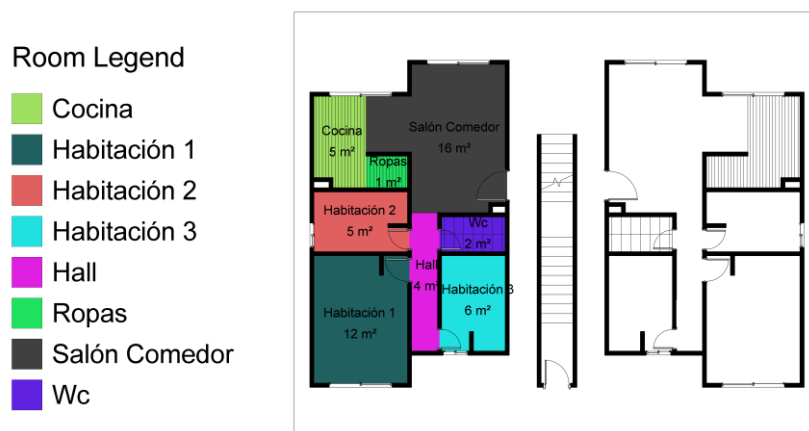 Room Legend
Cocina
Habitación 1
Habitación 2
Habitación 3
Hall
Ropas
Salón Comedor
Wc
Cocina
5 m²
Salón Comedor
16 m²
Ropas
1 m²
Habitación 2
5 m²
Wc
2 m²
Hall
4 m²
Habitación 1
12 m²
Habitación 3
6 m²